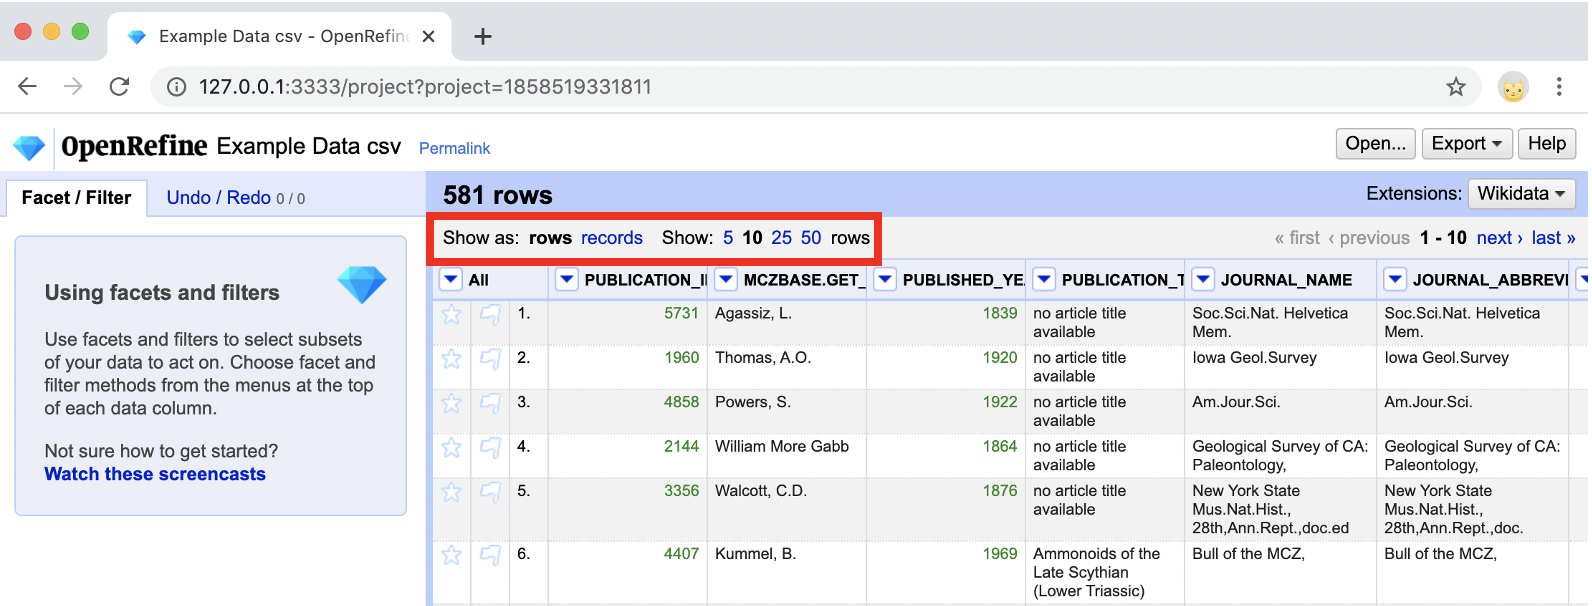 Example Data csv - OpenRefine
127.0.0.1:3333/project?project=1858519331811
OpenRefine Example Data csv Permalink
Open... Export Help
Facet / Filter Undo / Redo 0 / 0
581 rows
Extensions: Wikidata
Show as: rows records Show: 5 10 25 50 rows
« first ‹ previous 1 - 10 next › last »
Using facets and filters
Use facets and filters to select subsets
of your data to act on. Choose facet and
filter methods from the menus at the top
of each data column.
Not sure how to get started?
Watch these screencasts
All PUBLICATION_I MCZBASE.GET_ PUBLISHED_YE PUBLICATION_T JOURNAL_NAME JOURNAL_ABBREVI
1. 5731 Agassiz, L. 1839 no article title Soc.Sci.Nat. Helvetica Soc.Sci.Nat. Helvetica
available Mem. Mem.
2. 1960 Thomas, A.O. 1920 no article title Iowa Geol.Survey Iowa Geol.Survey
available
3. 4858 Powers, S. 1922 no article title Am.Jour.Sci. Am.Jour.Sci.
available
4. 2144 William More Gabb 1864 no article title Geological Survey of CA: Geological Survey of CA:
available Paleontology, Paleontology,
5. 3356 Walcott, C.D. 1876 no article title New York State New York State
available Mus.Nat.Hist., Mus.Nat.Hist.,
28th,Ann.Rept.,doc.ed 28th,Ann.Rept.,doc.
6. 4407 Kummel, B. 1969 Ammonoids of the Bull of the MCZ, Bull of the MCZ,
Late Scythian
(Lower Triassic)